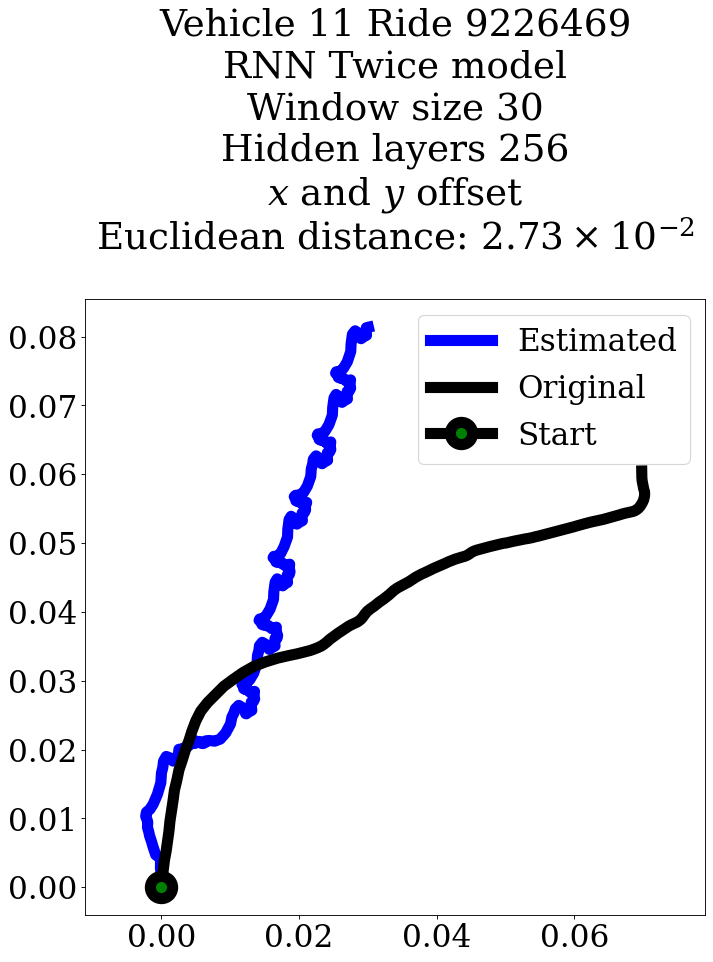 Vehicle 11 Ride 9226469
RNN Twice model
Window size 30
Hidden layers 256
x and y offset
Euclidean distance: 2.73 × 10⁻²
Estimated
Original
Start
0.08
0.07
0.06
0.05
0.04
0.03
0.02
0.01
0.00
0.00 0.02 0.04 0.06